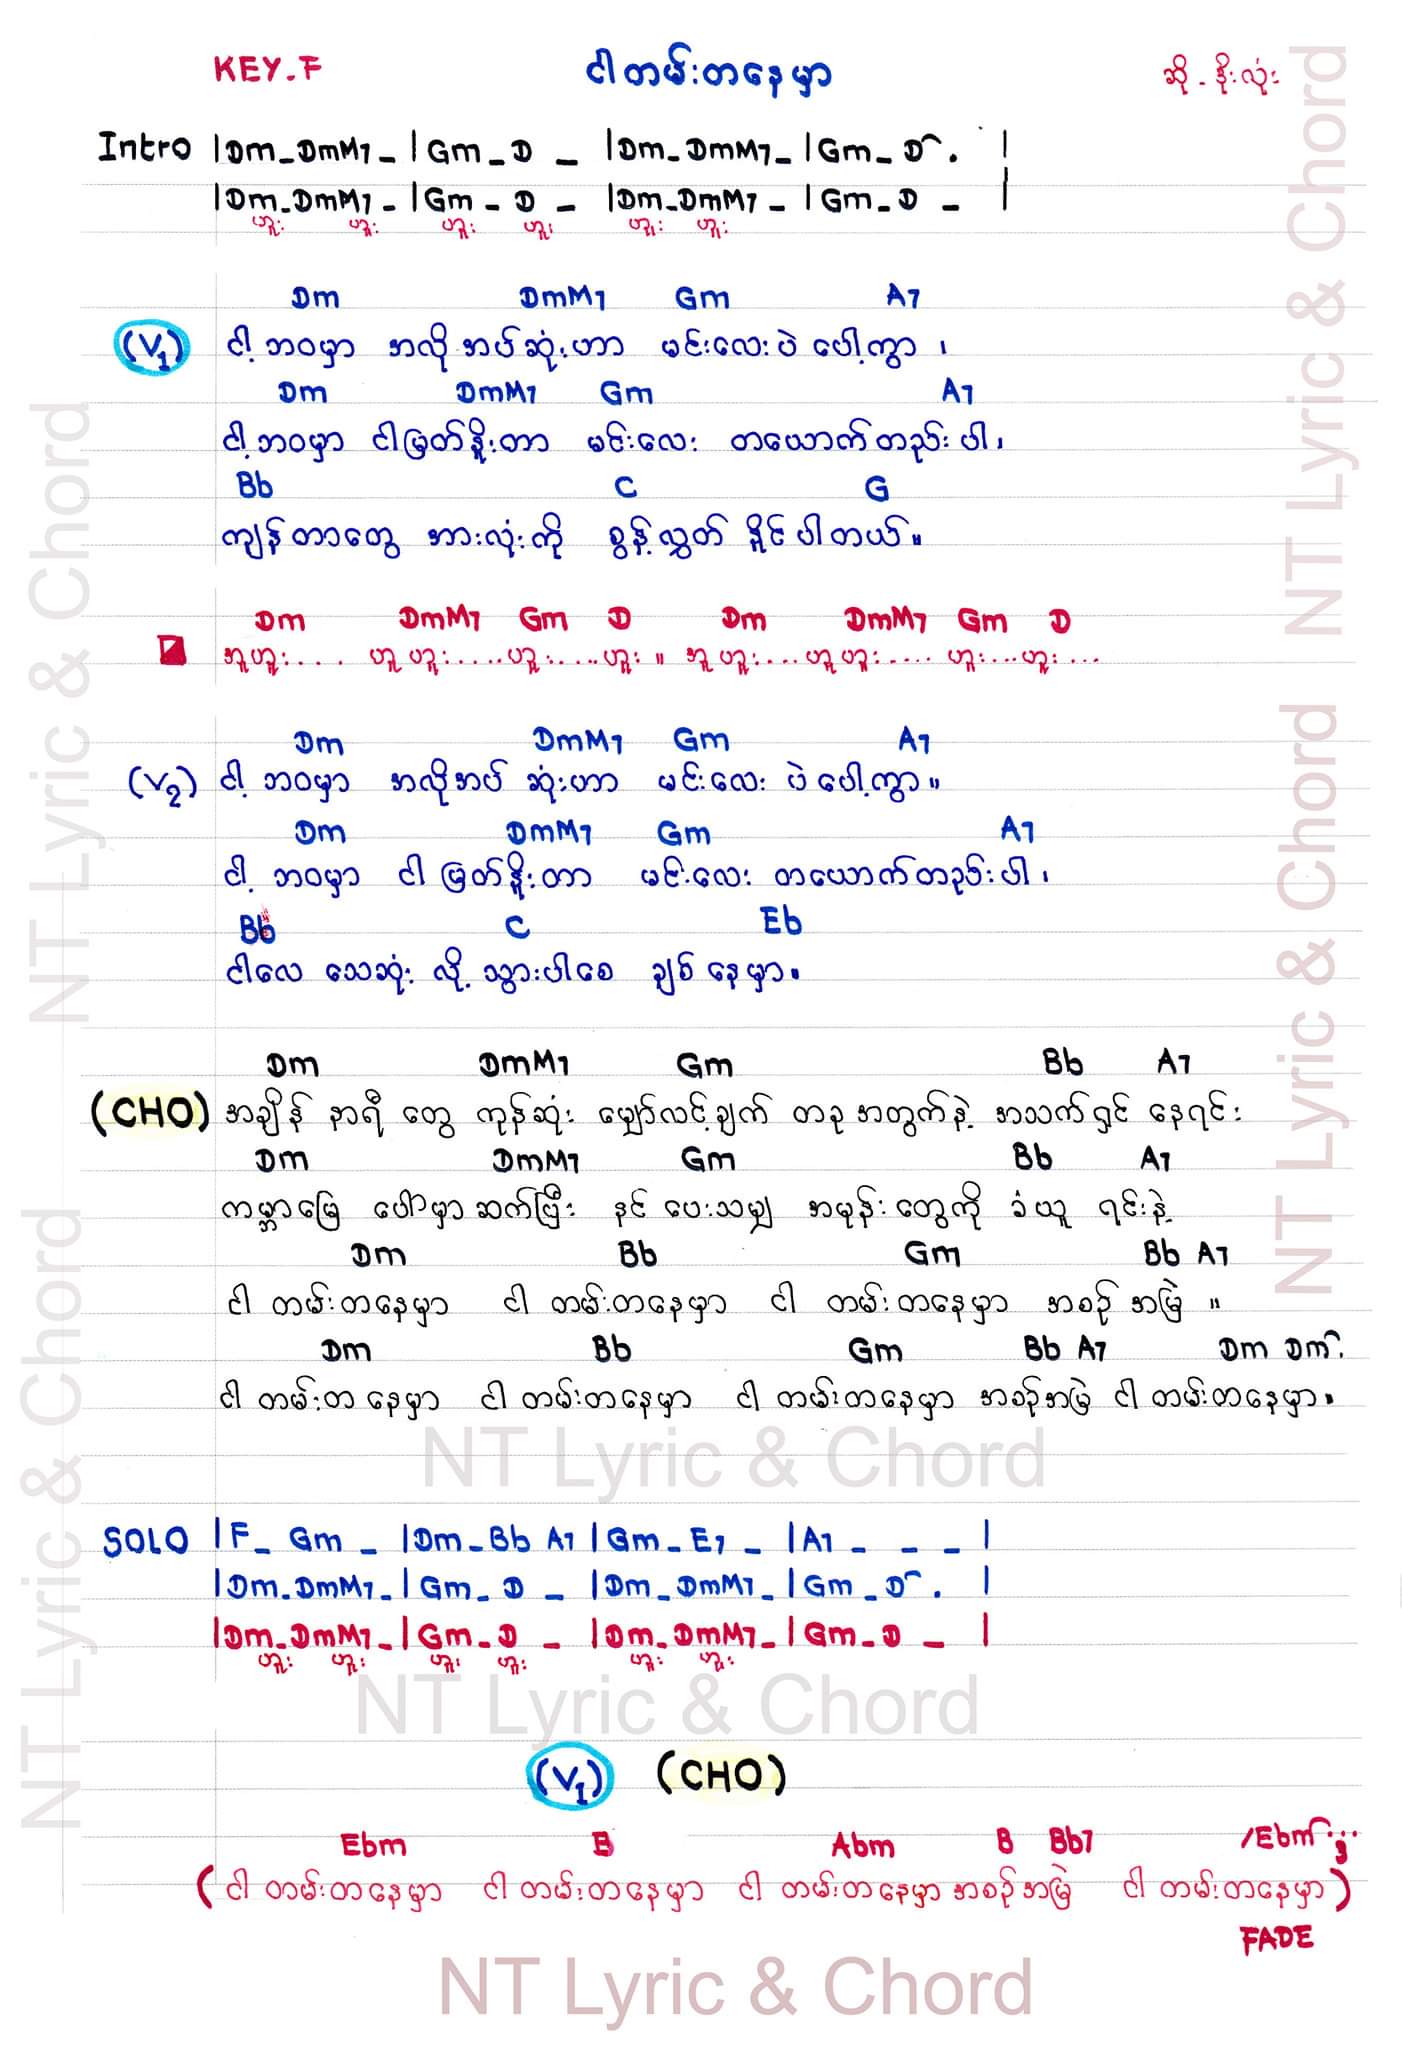 KEY.F ငါတမ်းတနေမှာ ဆို - ဒိုးလုံး
Intro |Dm_DmM7_|Gm_D _ |Dm_DmM7_|Gm_D . |
|Dm_DmM7_|Gm_D _ |Dm_DmM7_|Gm_D _ |
ဟူး ဟူး ဟူး ဟူး ဟူး ဟူး
Dm DmM7 Gm A7
(V1) ငါ့ ဘဝမှာ အလိုအပ်ဆုံးဟာ မင်းလေးပဲ ပေါ့ကွာ ၊
Dm DmM7 Gm A7
ငါ့ ဘဝမှာ ငါမြတ်နိုးတာ မင်းလေး တယောက်တည်းပါ ၊
Bb C G
ကျန်တာတွေ အားလုံးကို စွန့်လွှတ် နိုင်ပါတယ်။
Dm DmM7 Gm D Dm DmM7 Gm D
အူဟူး.... ဟူဟူး....ဟူး....ဟူး ။ အူဟူး....ဟူဟူး.... ဟူး...ဟူး...
Dm DmM7 Gm A7
(V2) ငါ့ ဘဝမှာ အလိုအပ် ဆုံးဟာ မင်းလေး ပဲပေါ့ကွာ။
Dm DmM7 Gm A7
ငါ့ ဘဝမှာ ငါ မြတ်နိုးတာ မင်းလေး တယောက်တည်းပါ ၊
Bb C Eb
ငါလေ သေဆုံး လို့ သွားပါစေ ချစ်နေမှာ။
Dm DmM7 Gm Bb A7
(CHO) အချိန် နာရီ တွေ ကုန်ဆုံး မျှော်လင့်ချက် တခု အတွက်နဲ့ အသက်ရှင် နေရင်း
Dm DmM7 Gm Bb A7
ကမ္ဘာမြေ ပေါ်မှာဆက်ပြီး နင် ပေးသမျှ အမုန်းတွေကို ခံယူ ရင်းနဲ့
Dm Bb Gm Bb A7
ငါ တမ်းတနေမှာ ငါ တမ်းတနေမှာ ငါ တမ်းတနေမှာ အစဉ်အမြဲ ။
Dm Bb Gm Bb A7 Dm Dm.
ငါ တမ်းတနေမှာ ငါ တမ်းတနေမှာ ငါ တမ်းတနေမှာ အစဉ်အမြဲ ငါ တမ်းတနေမှာ။
SOLO |F_ Gm _ |Dm_Bb A7 |Gm_E7 _ |A7 _ _ _ |
|Dm_DmM7_|Gm_D _ |Dm_DmM7_|Gm_D . |
|Dm_DmM7_|Gm_D _ |Dm_DmM7_|Gm_D _ |
ဟူး ဟူး ဟူး ဟူး ဟူး ဟူး
(V1) (CHO)
Ebm B Abm B Bb7 /Ebm
(ငါ တမ်းတနေမှာ ငါ တမ်းတနေမှာ ငါ တမ်းတနေမှာ အစဉ်အမြဲ ငါ တမ်းတနေမှာ)
FADE
NT Lyric & Chord
NT Lyric & Chord
NT Lyric & Chord
NT Lyric & Chord
NT Lyric & Chord
NT Lyric & Chord
NT Lyric & Chord